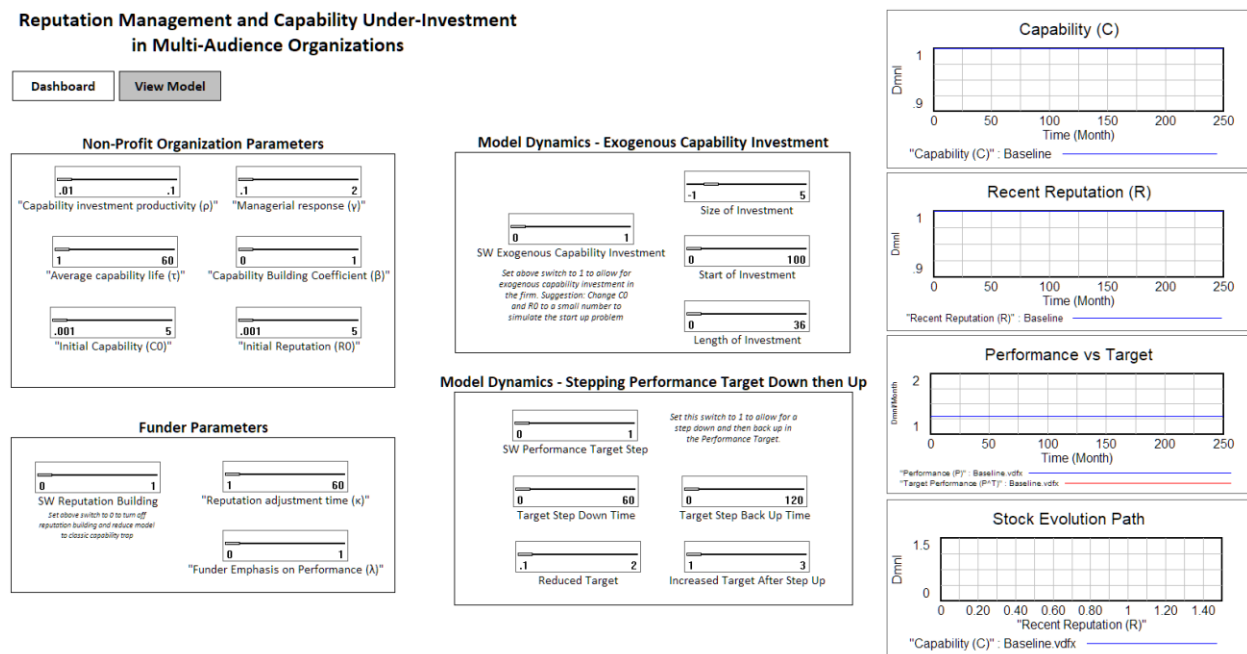 Reputation Management and Capability Under-Investment
in Multi-Audience Organizations
Dashboard
View Model
Non-Profit Organization Parameters
.01 .1
"Capability investment productivity (ρ)"
.1 2
"Managerial response (γ)"
1 60
"Average capability life (τ)"
0 1
"Capability Building Coefficient (β)"
.001 5
"Initial Capability (C0)"
.001 5
"Initial Reputation (R0)"
Funder Parameters
0 1
SW Reputation Building
Set above switch to 0 to turn off
reputation building and reduce model
to classic capability trap
1 60
"Reputation adjustment time (κ)"
0 1
"Funder Emphasis on Performance (λ)"
Model Dynamics - Exogenous Capability Investment
0 1
SW Exogenous Capability Investment
Set above switch to 1 to allow for
exogenous capability investment in
the firm. Suggestion: Change C0
and R0 to a small number to
simulate the start up problem
-1 5
Size of Investment
0 100
Start of Investment
0 36
Length of Investment
Model Dynamics - Stepping Performance Target Down then Up
0 1
SW Performance Target Step
Set this switch to 1 to allow for a
step down and then back up in
the Performance Target.
0 60
Target Step Down Time
0 120
Target Step Back Up Time
.1 2
Reduced Target
1 3
Increased Target After Step Up
Capability (C)
1
Dmnl
.9
0 50 100 150 200 250
Time (Month)
"Capability (C)" : Baseline
Recent Reputation (R)
1
Dmnl
.9
0 50 100 150 200 250
Time (Month)
"Recent Reputation (R)" : Baseline
Performance vs Target
2
Dmnl/Month
1
0 50 100 150 200 250
Time (Month)
"Performance (P)" : Baseline.vdfx
"Target Performance (P^T)" : Baseline.vdfx
Stock Evolution Path
1.5
Dmnl
0
0 0.20 0.40 0.60 0.80 1 1.20 1.40
"Recent Reputation (R)"
"Capability (C)" : Baseline.vdfx